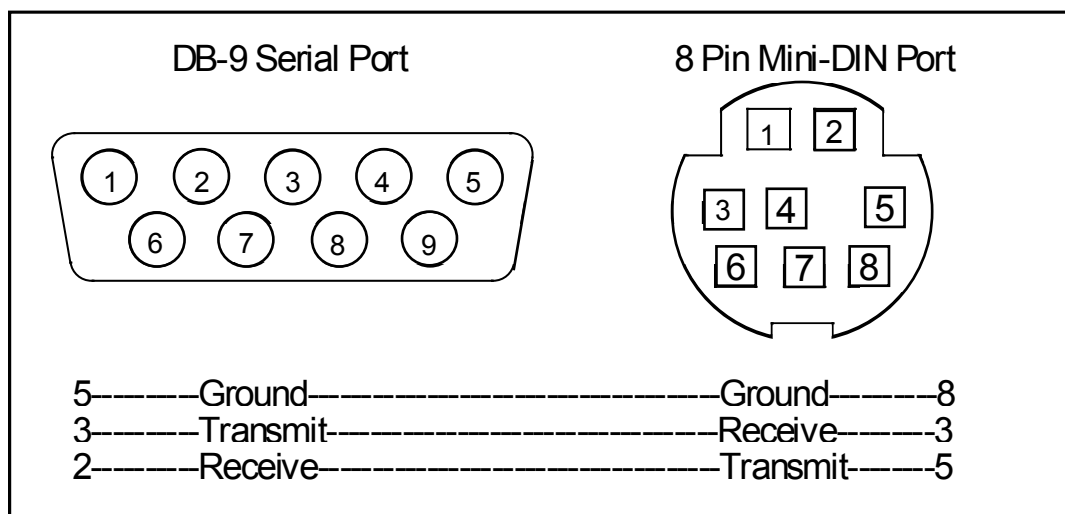 DB-9 Serial Port 8 Pin Mini-DIN Port
1 2
1 2 3 4 5
3 4 5
6 7 8 9
6 7 8
5----------Ground----------------------------------------Ground----------8
3----------Transmit--------------------------------------Receive---------3
2----------Receive---------------------------------------Transmit--------5